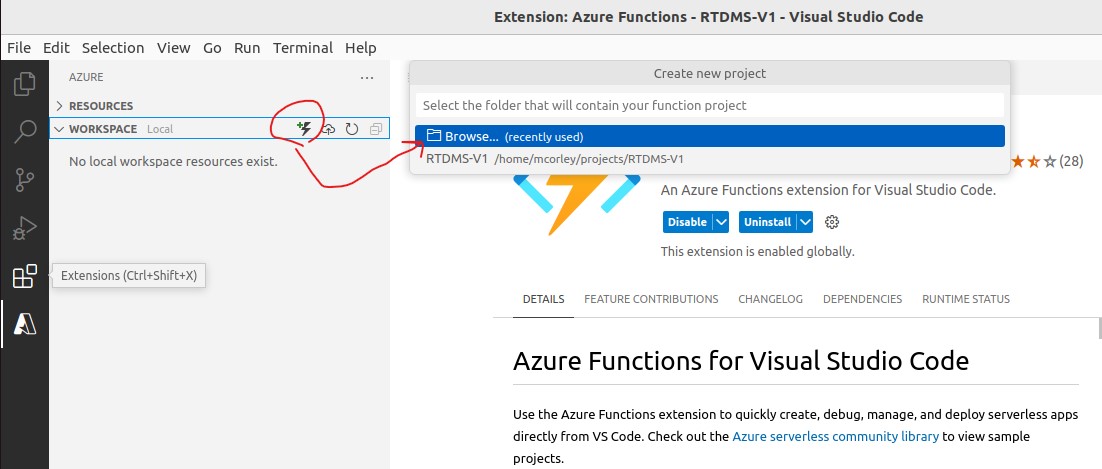 Extension: Azure Functions - RTDMS-V1 - Visual Studio Code
File Edit Selection View Go Run Terminal Help
AZURE ...
RESOURCES
WORKSPACE Local
No local workspace resources exist.
Extensions (Ctrl+Shift+X)
Create new project
Select the folder that will contain your function project
Browse... (recently used)
RTDMS-V1 /home/mcorley/projects/RTDMS-V1
(28)
An Azure Functions extension for Visual Studio Code.
Disable Uninstall
This extension is enabled globally.
DETAILS FEATURE CONTRIBUTIONS CHANGELOG DEPENDENCIES RUNTIME STATUS
Azure Functions for Visual Studio Code
Use the Azure Functions extension to quickly create, debug, manage, and deploy serverless apps
directly from VS Code. Check out the Azure serverless community library to view sample
projects.